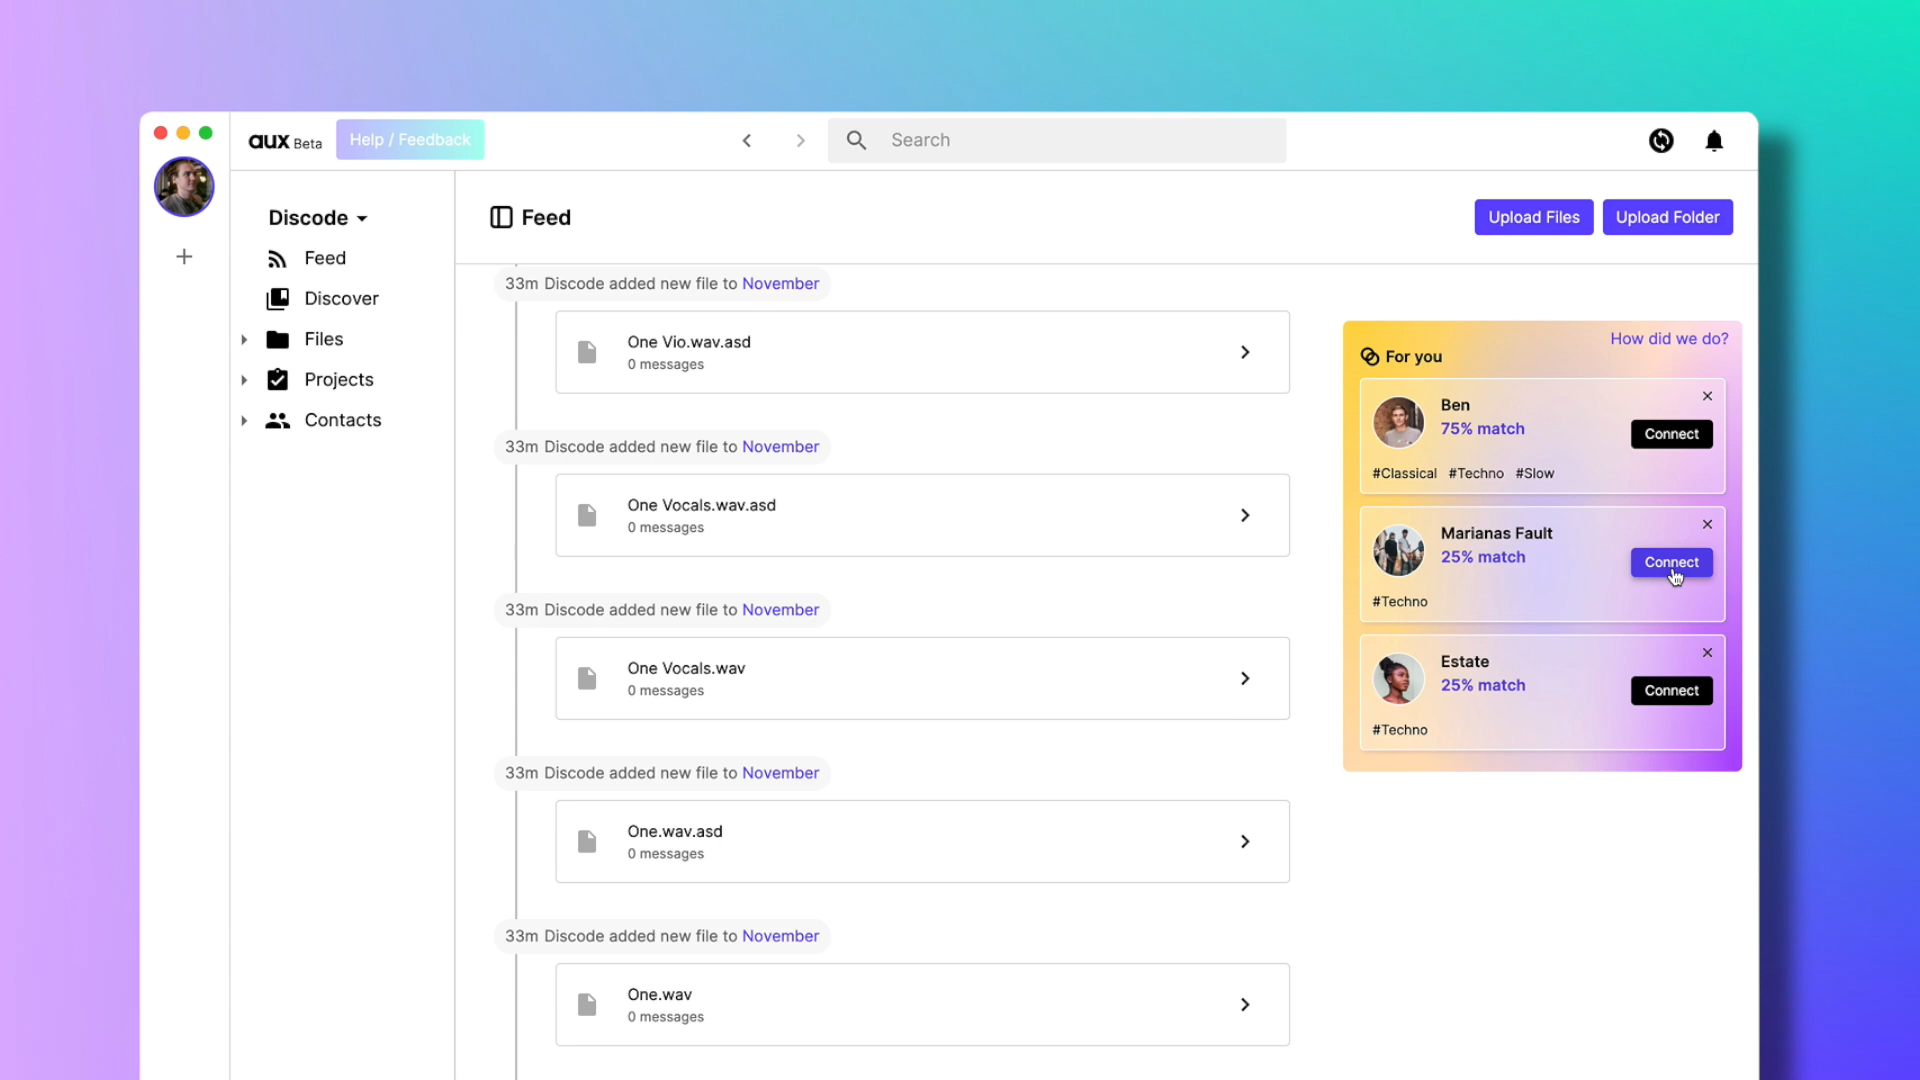 aux Beta
Help / Feedback
Search
Discode
Feed
Discover
Files
Projects
Contacts
Feed
Upload Files
Upload Folder
33m Discode added new file to November
One Vio.wav.asd
0 messages
33m Discode added new file to November
One Vocals.wav.asd
0 messages
33m Discode added new file to November
One Vocals.wav
0 messages
33m Discode added new file to November
One.wav.asd
0 messages
33m Discode added new file to November
One.wav
0 messages
How did we do?
For you
Ben
75% match
Connect
#Classical #Techno #Slow
Marianas Fault
25% match
Connect
#Techno
Estate
25% match
Connect
#Techno